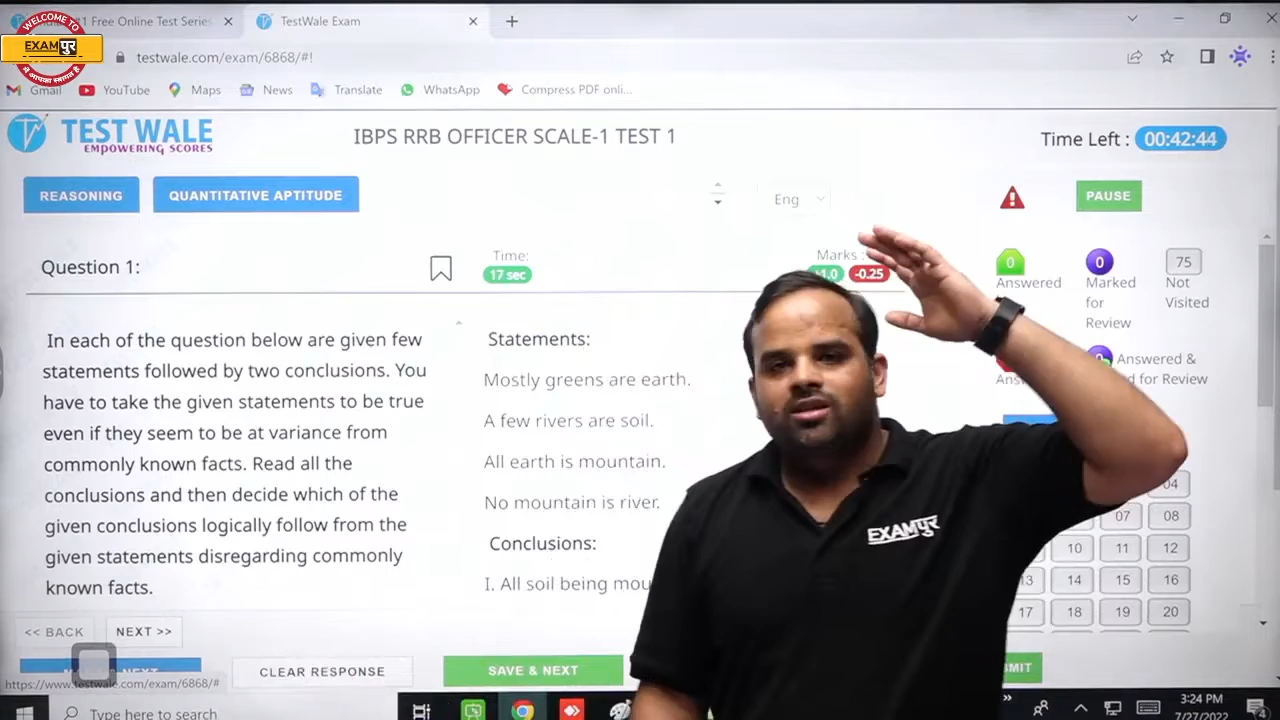 1 Free Online Test Series
TestWale Exam
WELCOME TO
EXAMपुर
में आपका स्वागत है
testwale.com/exam/6868/#!
Gmail
YouTube
Maps
News
Translate
WhatsApp
Compress PDF onli...
TEST WALE
EMPOWERING SCORES
IBPS RRB OFFICER SCALE-1 TEST 1
Time Left : 00:42:44
REASONING
QUANTITATIVE APTITUDE
Eng
PAUSE
Question 1:
Time:
17 sec
Marks :
+1.0
-0.25
0
Answered
0
Marked for Review
75
Not Visited
Answered &
for Review
In each of the question below are given few
statements followed by two conclusions. You
have to take the given statements to be true
even if they seem to be at variance from
commonly known facts. Read all the
conclusions and then decide which of the
given conclusions logically follow from the
given statements disregarding commonly
known facts.
Statements:
Mostly greens are earth.
A few rivers are soil.
All earth is mountain.
No mountain is river.
Conclusions:
I. All soil being
EXAMपुर
04
07 08
10 11 12
13 14 15 16
17 18 19 20
<< BACK
NEXT >>
CLEAR RESPONSE
SAVE & NEXT
https://www.testwale.com/exam/6868/#
Type here to search
3:24 PM
7/27/2022